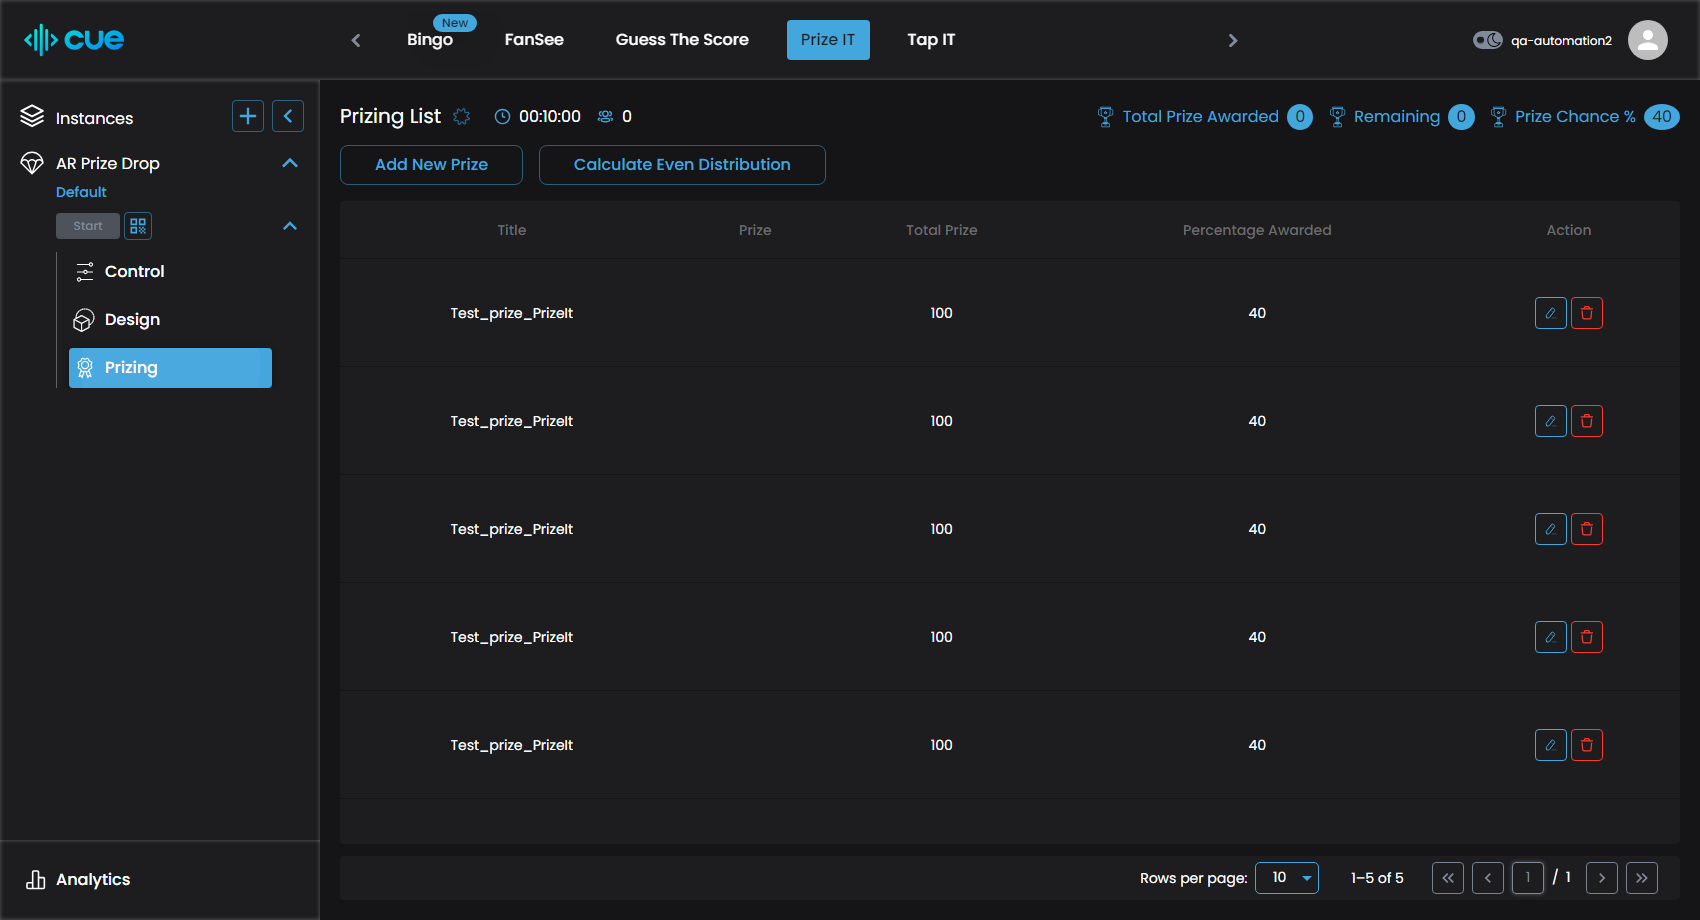 cue
New
Bingo
FanSee
Guess The Score
Prize IT
Tap IT
qa-automation2
Instances
AR Prize Drop
Default
Start
Control
Design
Prizing
Analytics
Prizing List
00:10:00
0
Total Prize Awarded 0
Remaining 0
Prize Chance % 40
Add New Prize
Calculate Even Distribution
Title Prize Total Prize Percentage Awarded Action
Test_prize_PrizeIt 100 40
Test_prize_PrizeIt 100 40
Test_prize_PrizeIt 100 40
Test_prize_PrizeIt 100 40
Test_prize_PrizeIt 100 40
Rows per page: 10 1–5 of 5 1 / 1